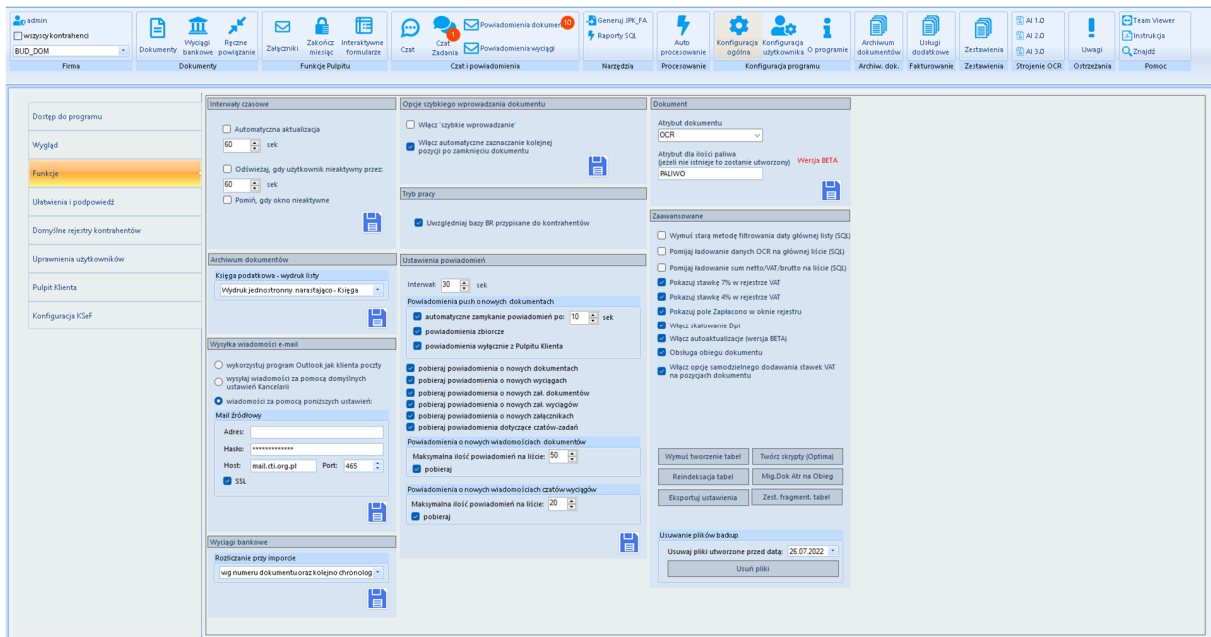 admin
wszyscy kontrahenci
BUD_DOM
Firma
Dokumenty
Wyciągi bankowe
Ręczne powiązanie
Dokumenty
Załączniki
Zakończ miesiąc
Interaktywne formularze
Funkcje Pulpitu
Czat
Czat Zadania
1
Powiadomienia dokumen
10
Powiadomienia wyciągi
Czat i powiadomienia
Generuj JPK_FA
Raporty SQL
Narzędzia
Auto procesowanie
Procesowanie
Konfiguracja ogólna
Konfiguracja użytkownika
O programie
Konfiguracja programu
Archiwum dokumentów
Archiw. dok.
Usługi dodatkowe
Fakturowanie
Zestawienia
Zestawienia
AI 1.0
AI 2.0
AI 3.0
Strojenie OCR
Uwagi
Ostrzeżania
Team Viewer
Instrukcja
Znajdź
Pomoc
Dostęp do programu
Wygląd
Funkcje
Ułatwienia i podpowiedź
Domyślne rejestry kontrahentów
Uprawnienia użytkowników
Pulpit Klienta
Konfiguracja KSeF
Interwały czasowe
Automatyczna aktualizacja
60 sek
Odświeżaj, gdy użytkownik nieaktywny przez:
60 sek
Pomiń, gdy okno nieaktywne
Archiwum dokumentów
Księga podatkowa - wydruk listy
Wydruk jednostronny narastająco - Księga
Wysyłka wiadomości e-mail
wykorzystuj program Outlook jak klienta poczty
wysyłaj wiadomości za pomocą domyślnych
ustawień Kancelarii
wiadomości za pomocą poniższych ustawień:
Mail źródłowy
Adres:
Hasło: *************
Host: mail.cti.org.pl Port: 465
SSL
Wyciągi bankowe
Rozliczanie przy imporcie
wg numeru dokumentu oraz kolejno chronolog
Opcje szybkiego wprowadzania dokumentu
Włącz 'szybkie wprowadzanie'
Włącz automatyczne zaznaczanie kolejnej
pozycji po zamknięciu dokumentu
Tryb pracy
Uwzględniaj bazy BR przypisane do kontrahentów
Ustawienia powiadomień
Interwał: 30 sek
Powiadomienia push o nowych dokumentach
automatyczne zamykanie powiadomień po: 10 sek
powiadomienia zbiorcze
powiadomienia wyłącznie z Pulpitu Klienta
pobieraj powiadomienia o nowych dokumentach
pobieraj powiadomienia o nowych wyciągach
pobieraj powiadomienia o nowych zał. dokumentów
pobieraj powiadomienia o nowych zał. wyciągów
pobieraj powiadomienia o nowych załącznikach
pobieraj powiadomienia dotyczące czatów-zadań
Powiadomienia o nowych wiadomościach dokumentów
Maksymalna ilość powiadomień na liście: 50
pobieraj
Powiadomienia o nowych wiadomościach czatów wyciągów
Maksymalna ilość powiadomień na liście: 20
pobieraj
Dokument
Atrybut dokumentu
OCR
Atrybut dla ilości paliwa
(jeżeli nie istnieje to zostanie utworzony) Wersja BETA
PALIWO
Zaawansowane
Wymuś starą metodę filtrowania daty głównej listy (SQL)
Pomijaj ładowanie danych OCR na głównej liście (SQL)
Pomijaj ładowanie sum netto/VAT/brutto na liście (SQL)
Pokazuj stawkę 7% w rejestrze VAT
Pokazuj stawkę 4% w rejestrze VAT
Pokazuj pole Zapłacono w oknie rejestru
Włącz skalowanie Dpi
Włącz autoaktualizacje (wersja BETA)
Obsługa obiegu dokumentu
Włącz opcję samodzielnego dodawania stawek VAT
na pozycjach dokumentu
Wymuś tworzenie tabel
Twórz skrypty (Optima)
Reindeksacja tabel
Mig.Dok Atr na Obieg
Eksportuj ustawienia
Zest. fragment. tabel
Usuwanie plików backup
Usuwaj pliki utworzone przed datą: 26.07.2022
Usuń pliki